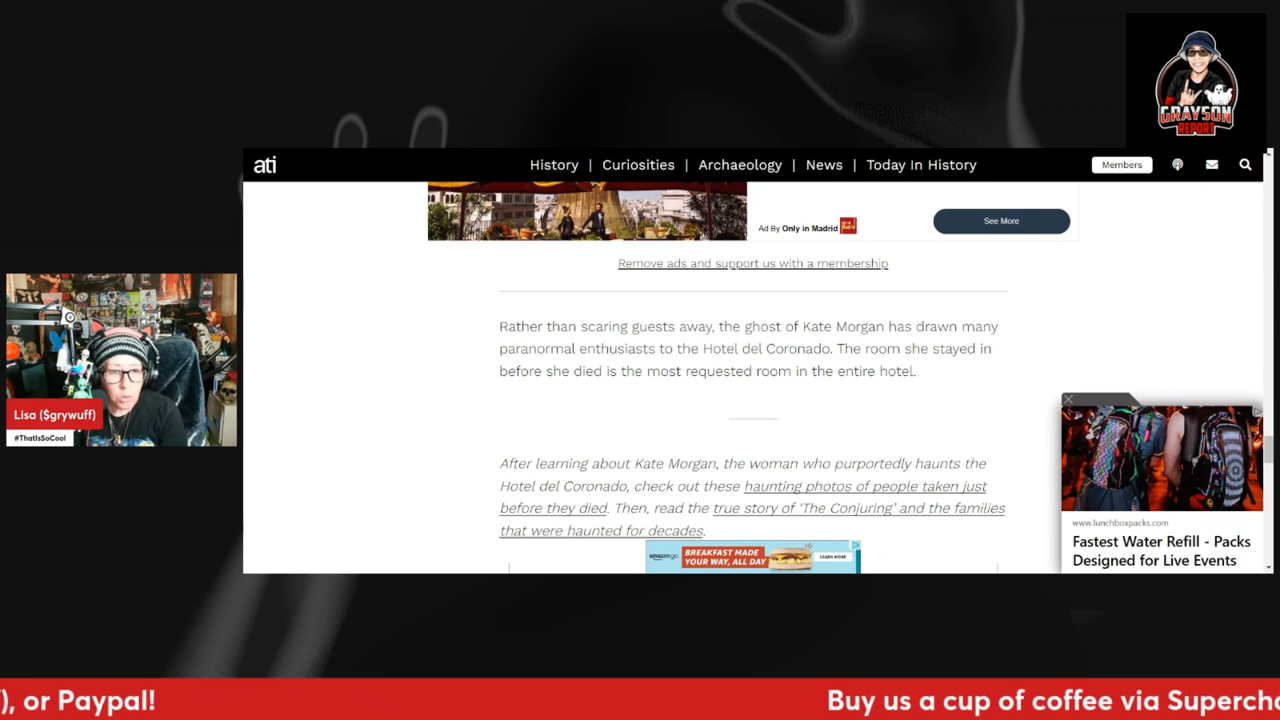 GRAYSON
REPORT
ati
History | Curiosities | Archaeology | News | Today In History
Members
Ad By Only in Madrid
See More
Remove ads and support us with a membership
Rather than scaring guests away, the ghost of Kate Morgan has drawn many
paranormal enthusiasts to the Hotel del Coronado. The room she stayed in
before she died is the most requested room in the entire hotel.
After learning about Kate Morgan, the woman who purportedly haunts the
Hotel del Coronado, check out these haunting photos of people taken just
before they died. Then, read the true story of ‘The Conjuring’ and the families
that were haunted for decades.
www.lunchboxpacks.com
Fastest Water Refill - Packs
Designed for Live Events
amazon go
BREAKFAST MADE
YOUR WAY, ALL DAY
LEARN MORE
Lisa ($grywuff)
#ThatIsSoCool
), or Paypal!
Buy us a cup of coffee via Supercha